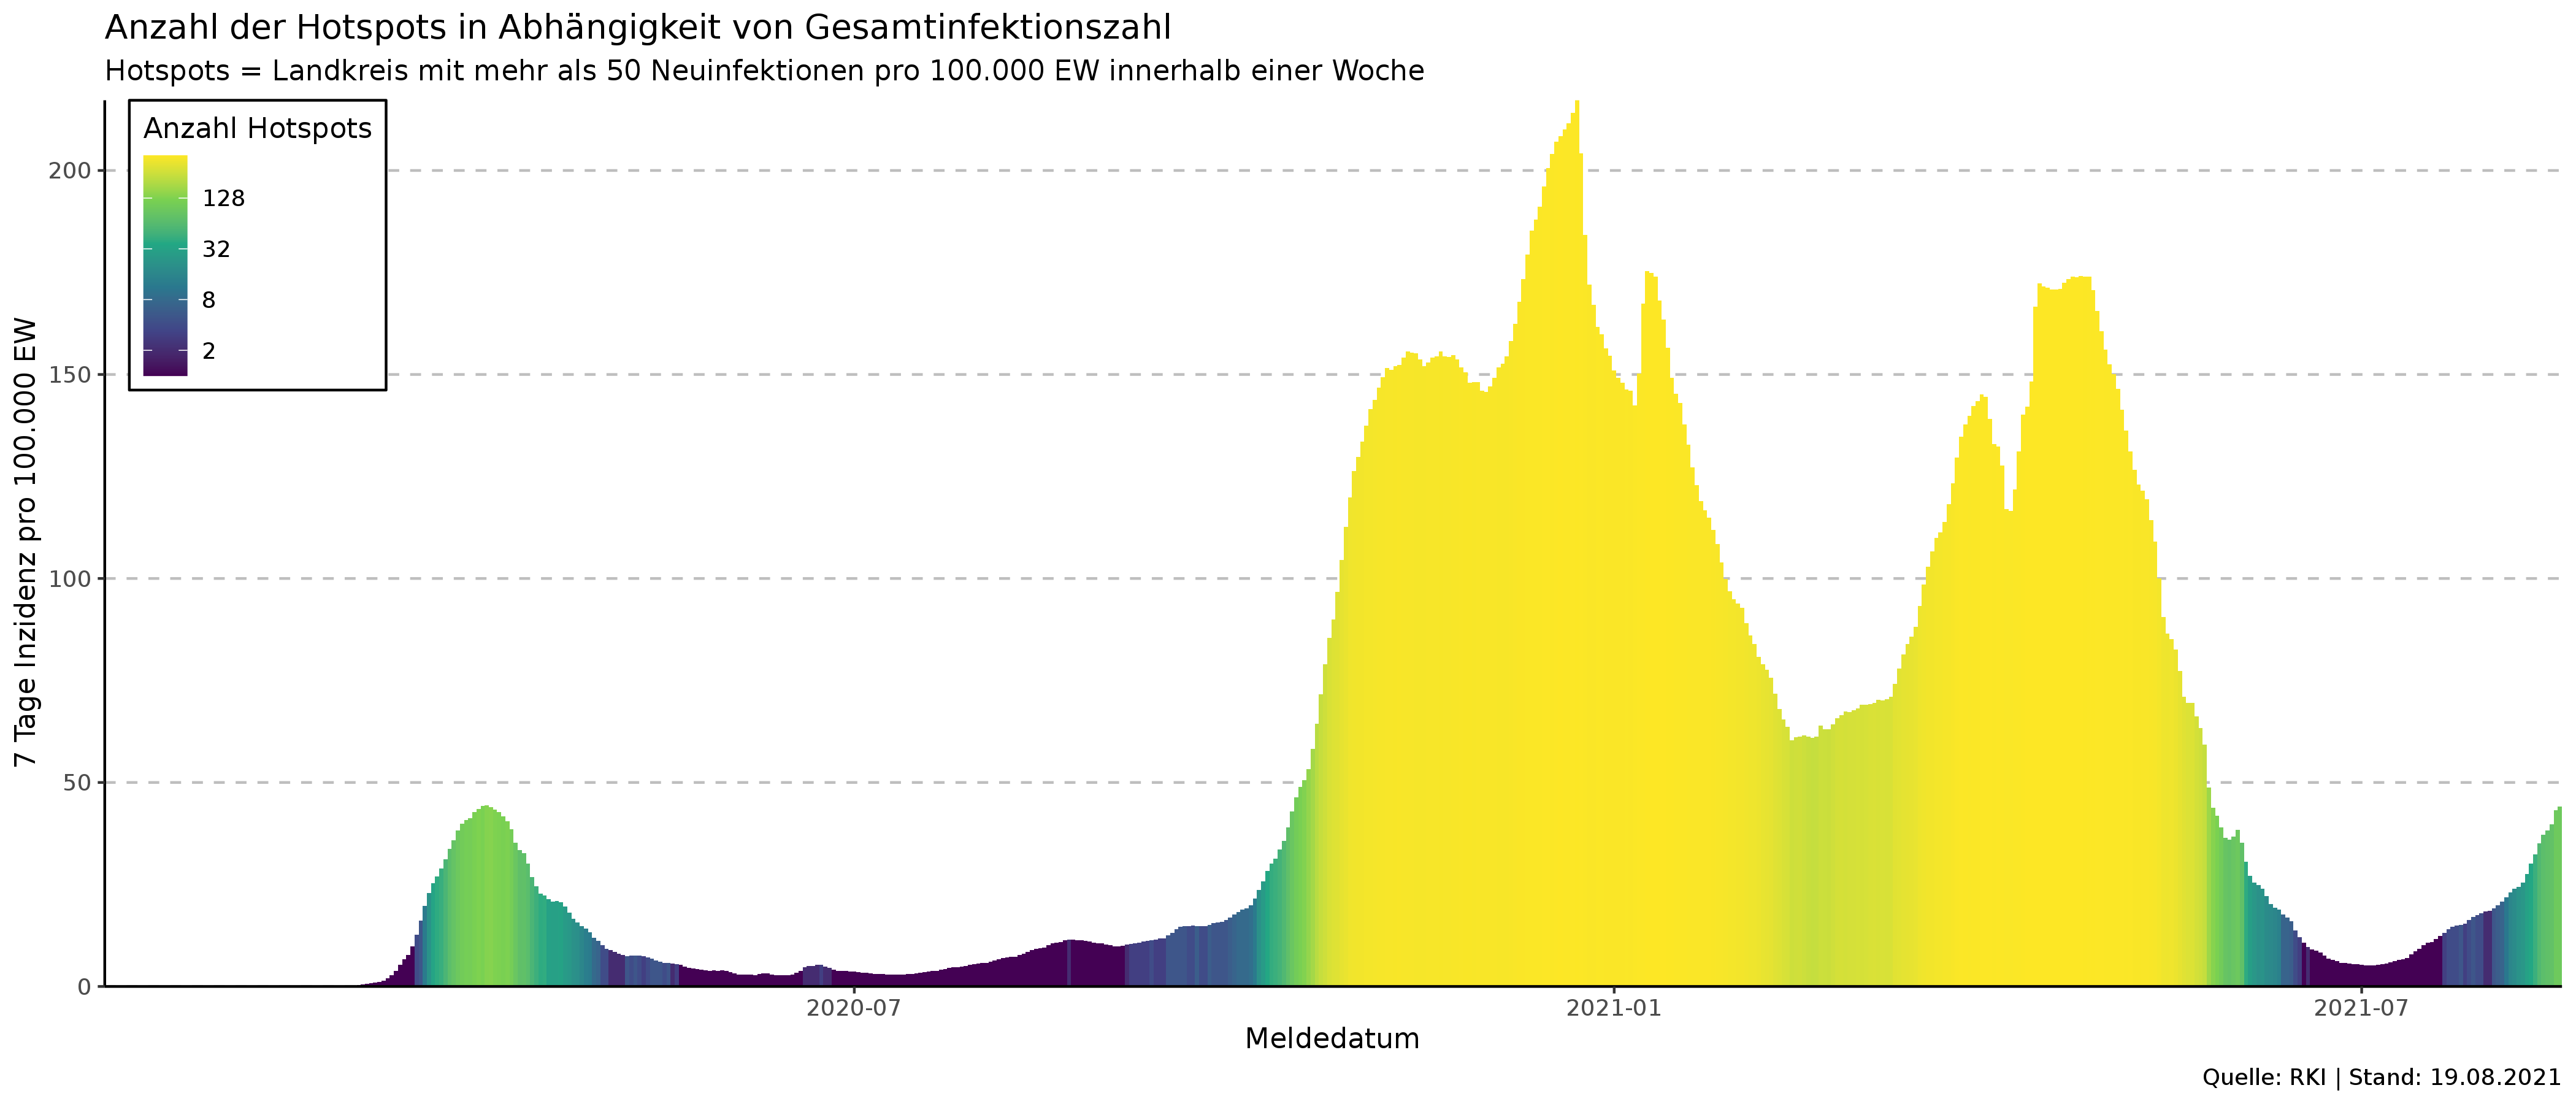 Anzahl der Hotspots in Abhängigkeit von Gesamtinfektionszahl
Hotspots = Landkreis mit mehr als 50 Neuinfektionen pro 100.000 EW innerhalb einer Woche
Anzahl Hotspots
128
32
8
2
7 Tage Inzidenz pro 100.000 EW
200
150
100
50
0
2020-07
2021-01
2021-07
Meldedatum
Quelle: RKI | Stand: 19.08.2021